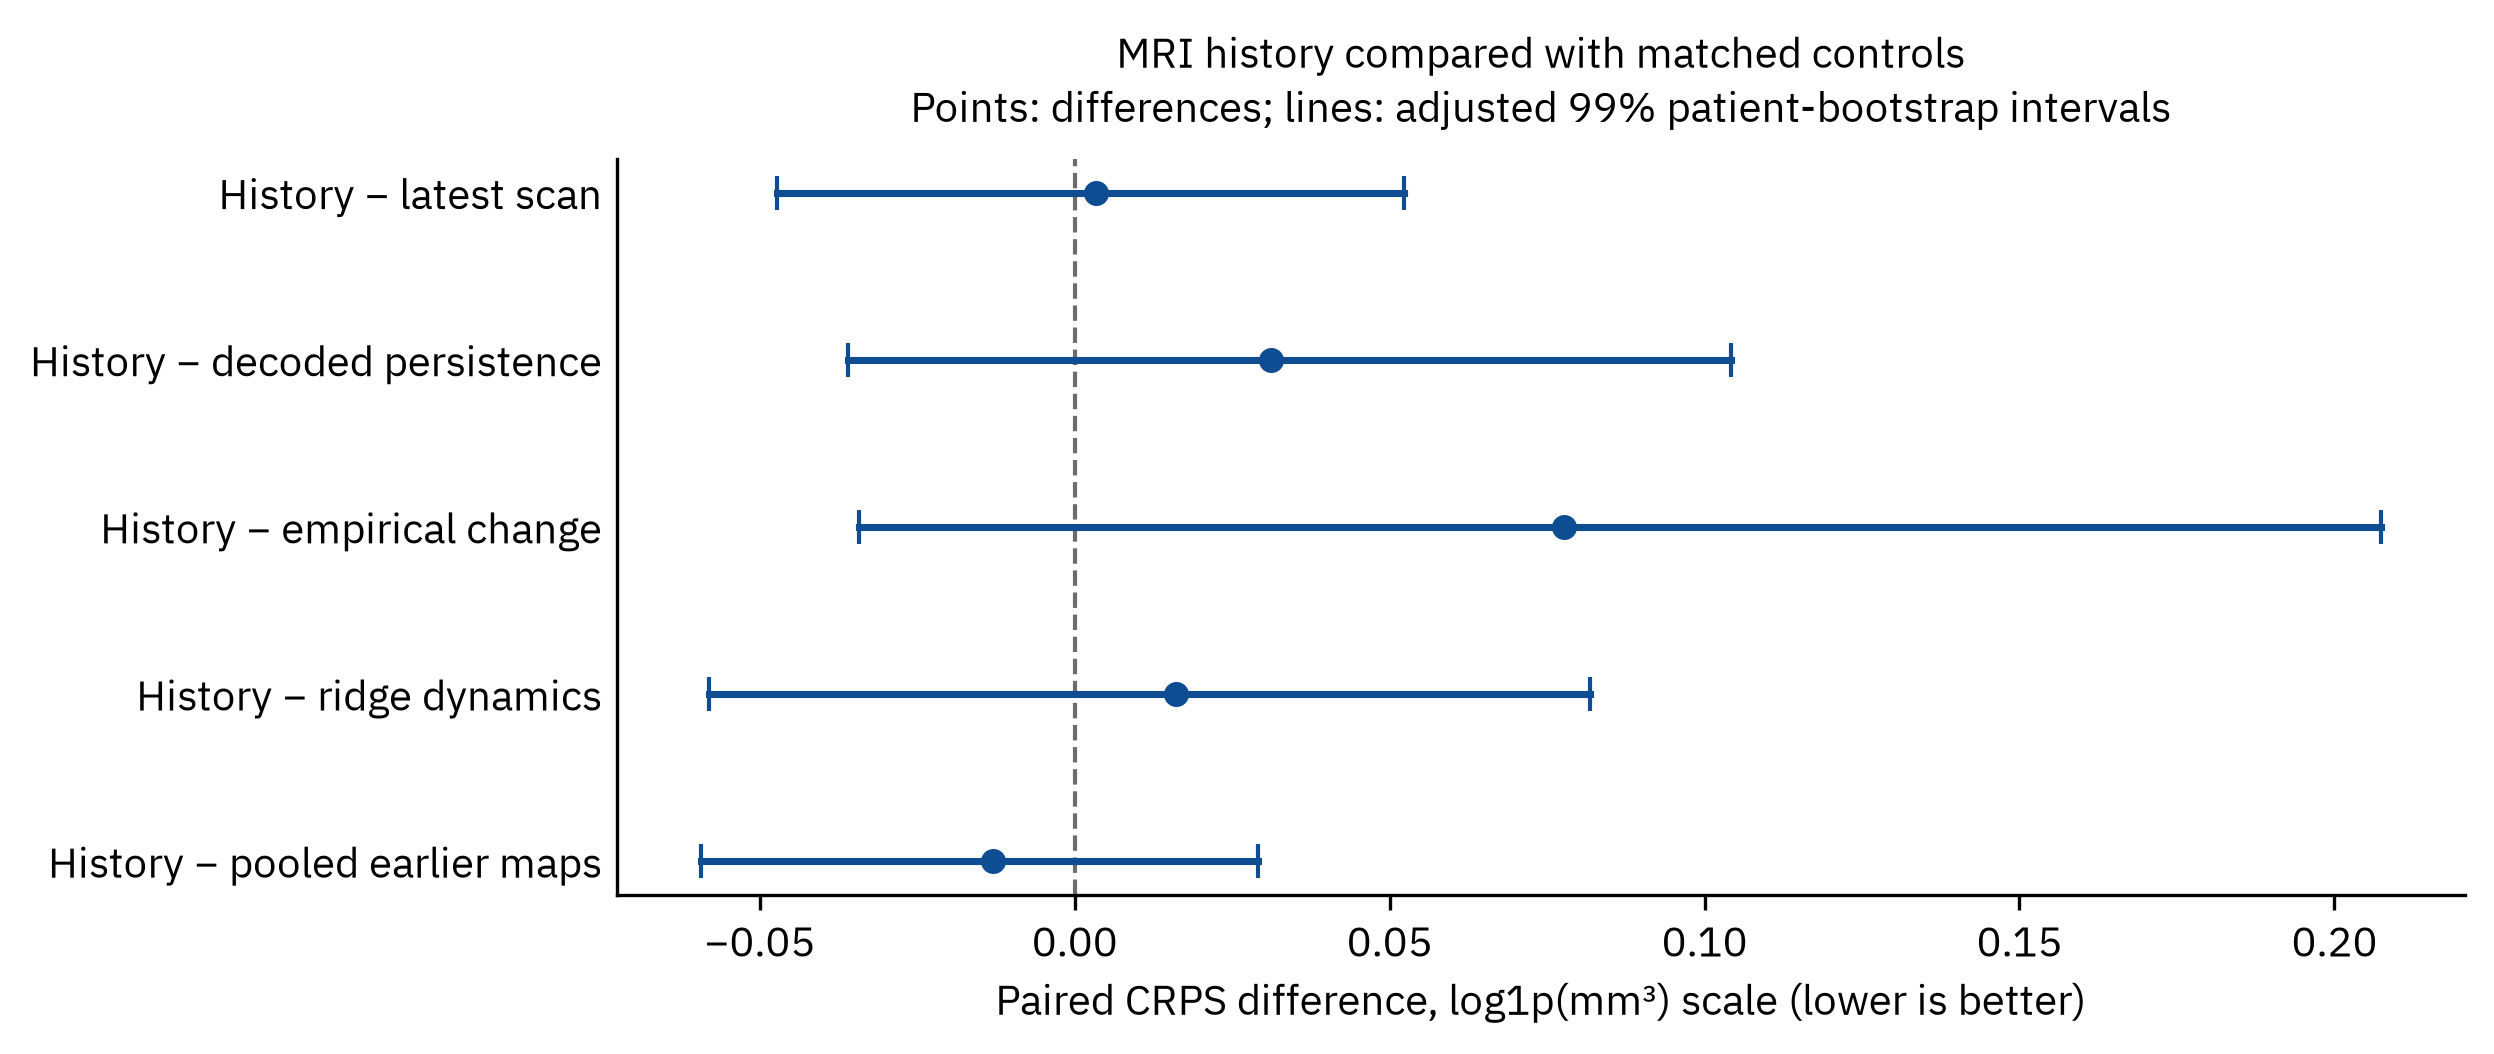 MRI history compared with matched controls
Points: differences; lines: adjusted 99% patient-bootstrap intervals
History – latest scan
History – decoded persistence
History – empirical change
History – ridge dynamics
History – pooled earlier maps
−0.05 0.00 0.05 0.10 0.15 0.20
Paired CRPS difference, log1p(mm³) scale (lower is better)